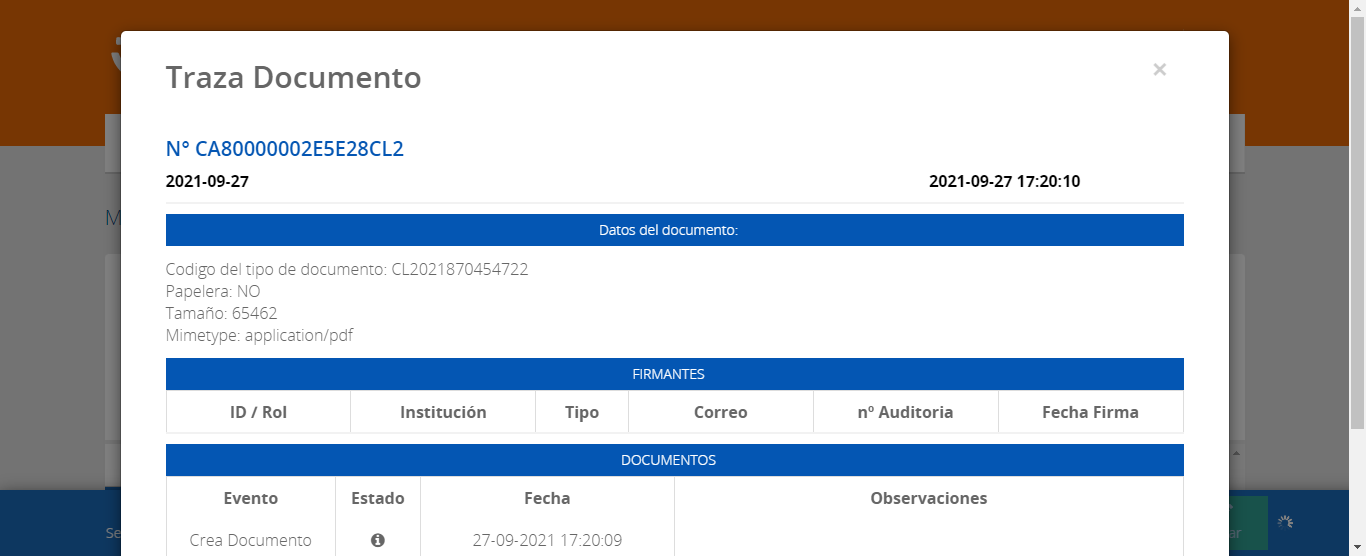 Traza Documento
×
N° CA80000002E5E28CL2
2021-09-27 2021-09-27 17:20:10
Datos del documento:
Codigo del tipo de documento: CL2021870454722
Papelera: NO
Tamaño: 65462
Mimetype: application/pdf
FIRMANTES
ID / Rol Institución Tipo Correo nº Auditoria Fecha Firma
DOCUMENTOS
Evento Estado Fecha Observaciones
Crea Documento 27-09-2021 17:20:09